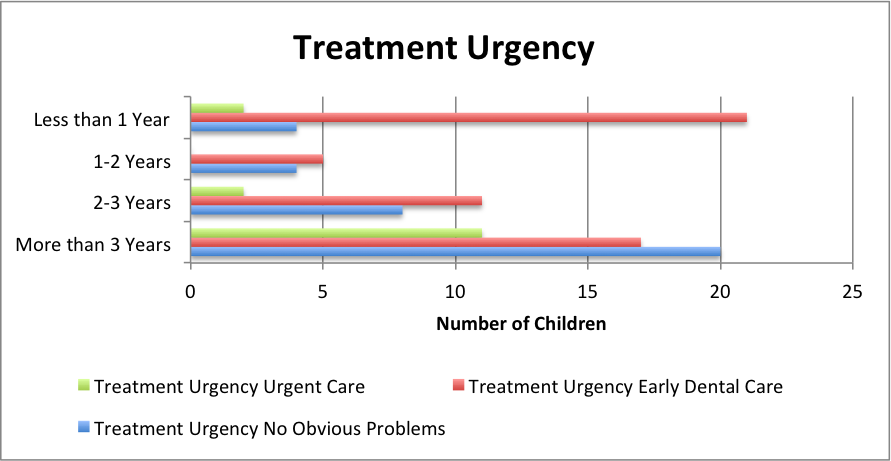 Treatment Urgency
Less than 1 Year
1-2 Years
2-3 Years
More than 3 Years
0 5 10 15 20 25
Number of Children
Treatment Urgency Urgent Care
Treatment Urgency Early Dental Care
Treatment Urgency No Obvious Problems